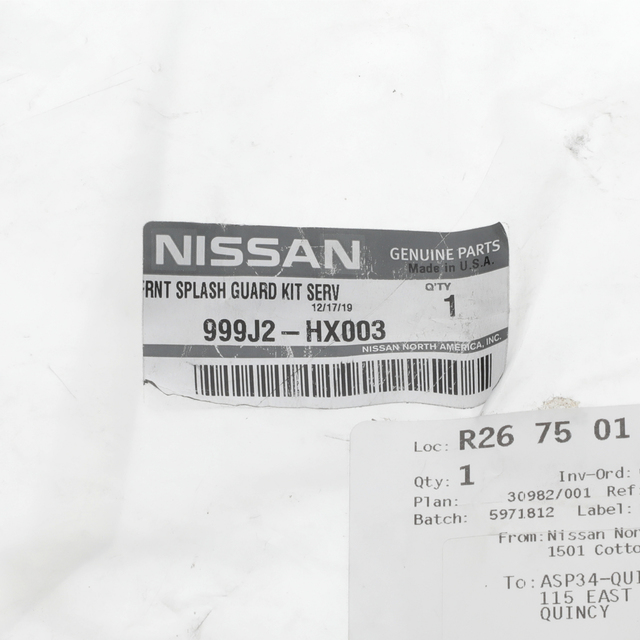 NISSAN GENUINE PARTS
Made in U.S.A.
FRNT SPLASH GUARD KIT SERV Q'TY
12/17/19 1
999J2-HX003
NISSAN NORTH AMERICA, INC.
Loc: R26 75 01
Qty: 1 Inv-Ord:
Plan: 30982/001 Ref:
Batch: 5971812 Label:
From: Nissan Nor
1501 Cotto
To: ASP34-QUI
115 EAST
QUINCY